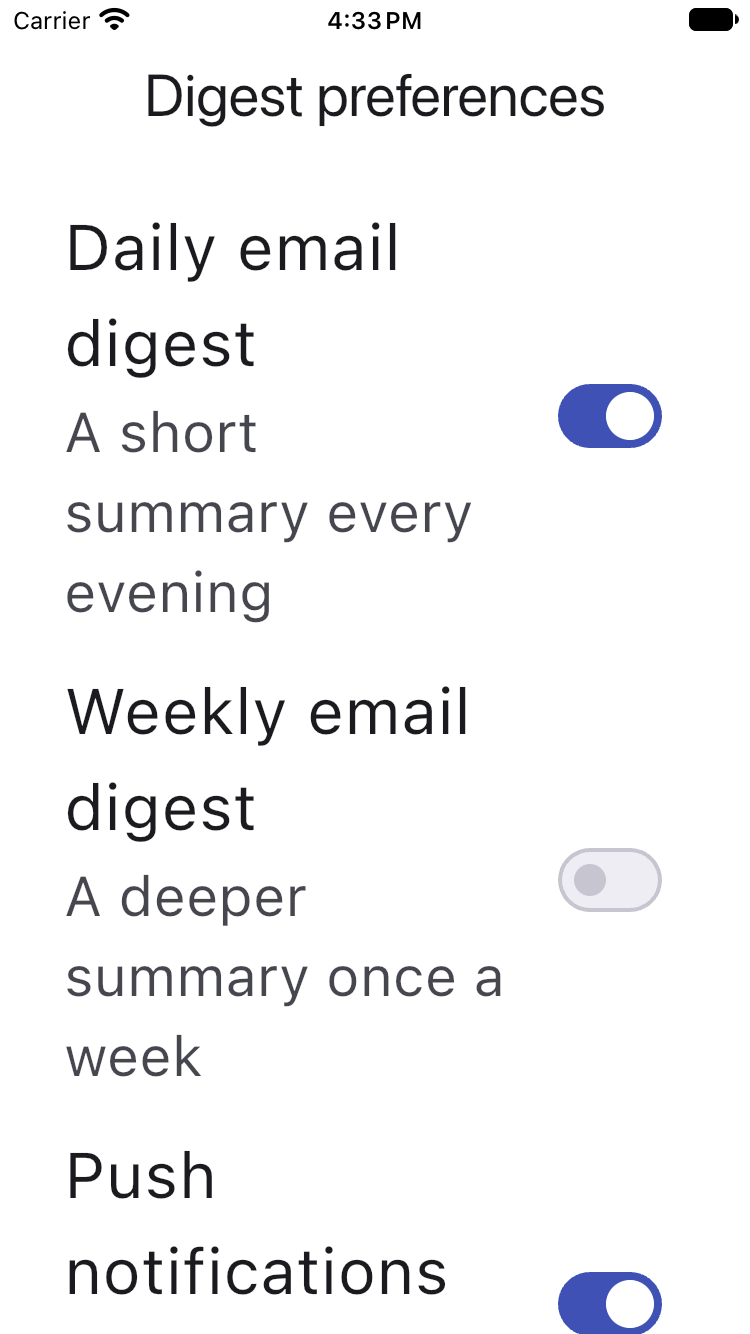 Carrier 4:33 PM
Digest preferences
Daily email
digest
A short
summary every
evening
Weekly email
digest
A deeper
summary once a
week
Push
notifications